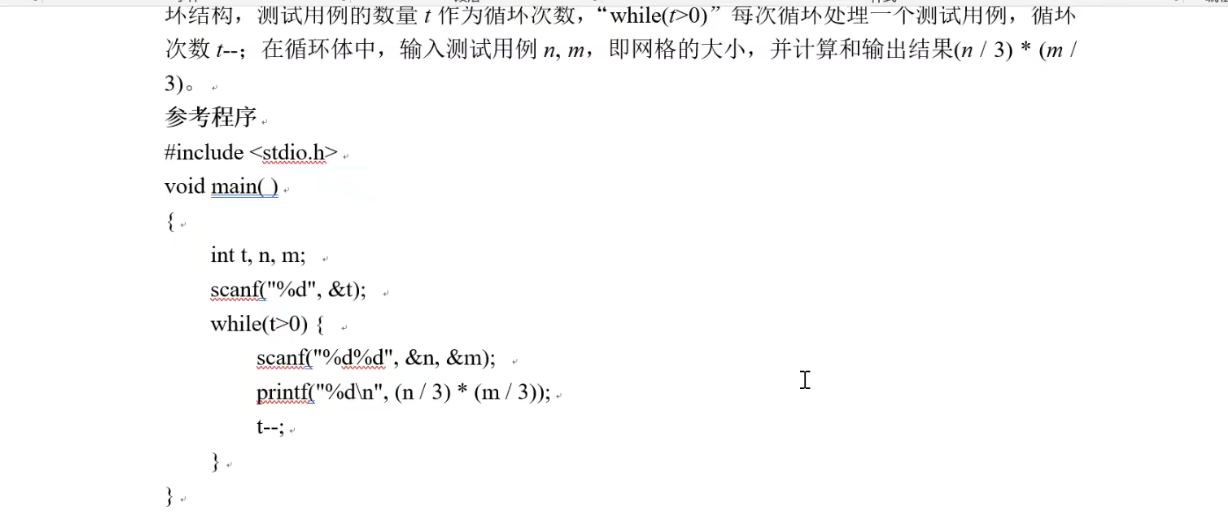 环结构，测试用例的数量 t 作为循环次数，“while(t>0)”每次循环处理一个测试用例，循环
次数 t--；在循环体中，输入测试用例 n, m，即网格的大小，并计算和输出结果(n / 3) * (m /
3)。
参考程序
#include <stdio.h>
void main( )
{
int t, n, m;
scanf("%d", &t);
while(t>0) {
scanf("%d%d", &n, &m);
printf("%d\n", (n / 3) * (m / 3));
t--;
}
}